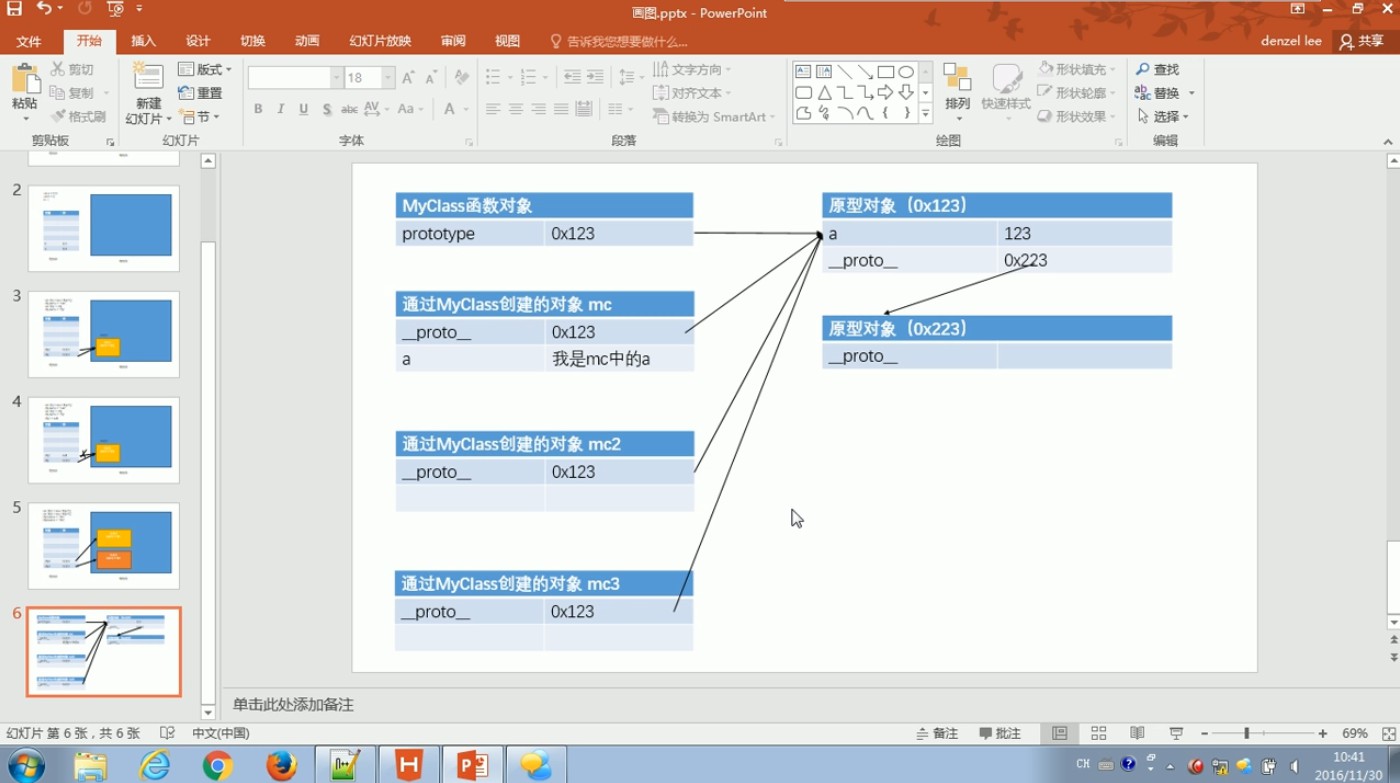 画图.pptx - PowerPoint
文件 开始 插入 设计 切换 动画 幻灯片放映 审阅 视图 告诉我您想要做什么... denzel lee 共享
粘贴 剪切 复制 格式刷 剪贴板
新建 幻灯片 版式 重置 节 幻灯片
18 A A B I U S abc AV Aa A 字体
文字方向 对齐文本 转换为 SmartArt 段落
排列 快速样式 形状填充 形状轮廓 形状效果 绘图
查找 替换 选择 编辑
2
3
4
5
6
MyClass函数对象
prototype 0x123
通过MyClass创建的对象 mc
__proto__ 0x123
a 我是mc中的a
通过MyClass创建的对象 mc2
__proto__ 0x123
通过MyClass创建的对象 mc3
__proto__ 0x123
原型对象（0x123）
a 123
__proto__ 0x223
原型对象（0x223）
__proto__
单击此处添加备注
幻灯片 第 6 张，共 6 张 中文(中国) 备注 批注 69%
CH 10:41
2016/11/30